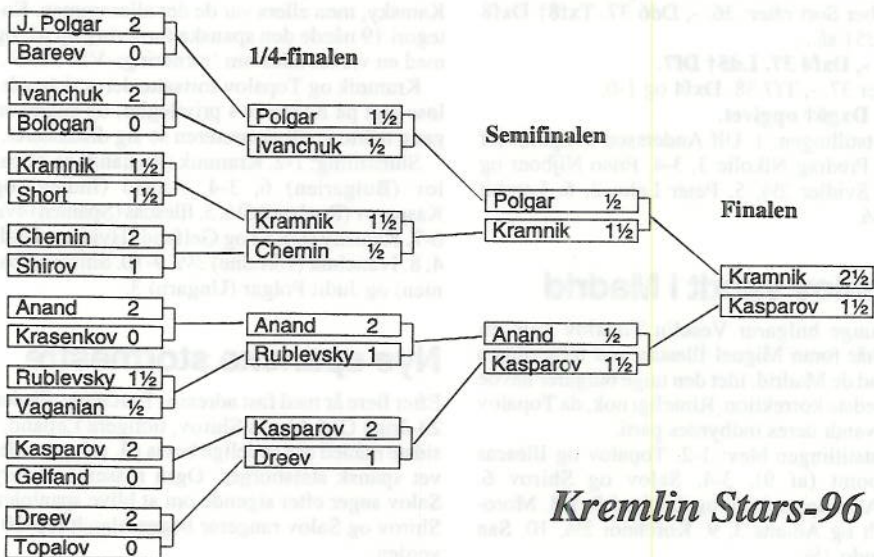 J. Polgar 2
Bareev 0
Ivanchuk 2
Bologan 0
Kramnik 1½
Short 1½
Chernin 2
Shirov 1
Anand 2
Krasenkov 0
Rublevsky 1½
Vaganian ½
Kasparov 2
Gelfand 0
Dreev 2
Topalov 0
1/4-finalen
Polgar 1½
Ivanchuk ½
Kramnik 1½
Chernin ½
Anand 2
Rublevsky 1
Kasparov 2
Dreev 1
Semifinalen
Polgar ½
Kramnik 1½
Anand ½
Kasparov 1½
Finalen
Kramnik 2½
Kasparov 1½
Kremlin Stars-96